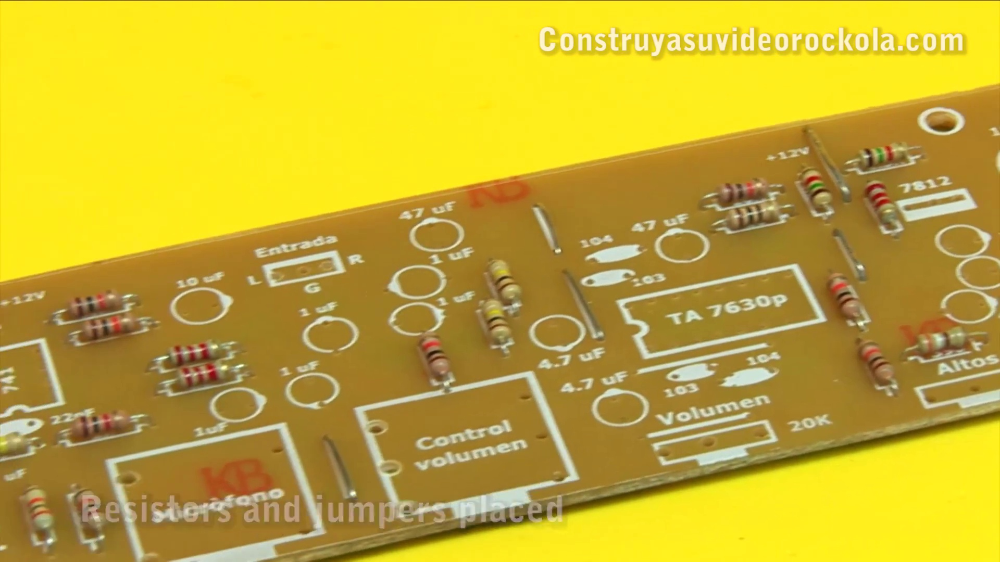 Construyasuvideorockola.com
+12V
7812
KB
47 uF
47 uF
104
103
1 uF
Entrada
L
R
G
10 uF
+12V
1 uF
1 uF
TA 7630p
4.7 uF
104
103
4.7 uF
Altos
1 uF
741
22nF
1uF
Volumen
20K
Control
volumen
KB
Micròfono
uF
Resistors and jumpers placed